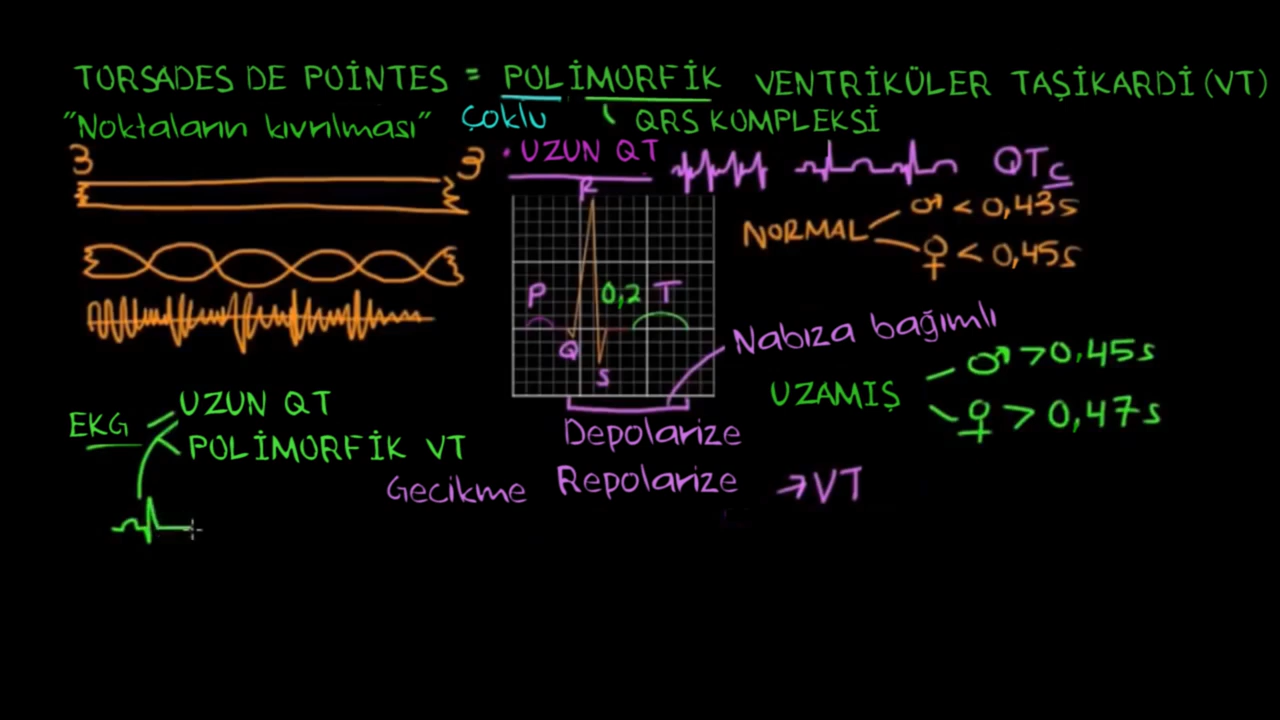 TORSADES DE POİNTES = POLİMORFİK VENTRİKÜLER TAŞİKARDİ (VT)
"Noktaların kıvrılması" Çoklu QRS KOMPLEKSİ
• UZUN QT QTc
3 3
NORMAL ♂ < 0,43s
♀ < 0,45s
R
P 0,2 T
Q
S
Nabıza bağımlı
UZAMIŞ ♂ > 0,45s
♀ > 0,47s
EKG UZUN QT
POLİMORFİK VT
Depolarize
Gecikme Repolarize → VT